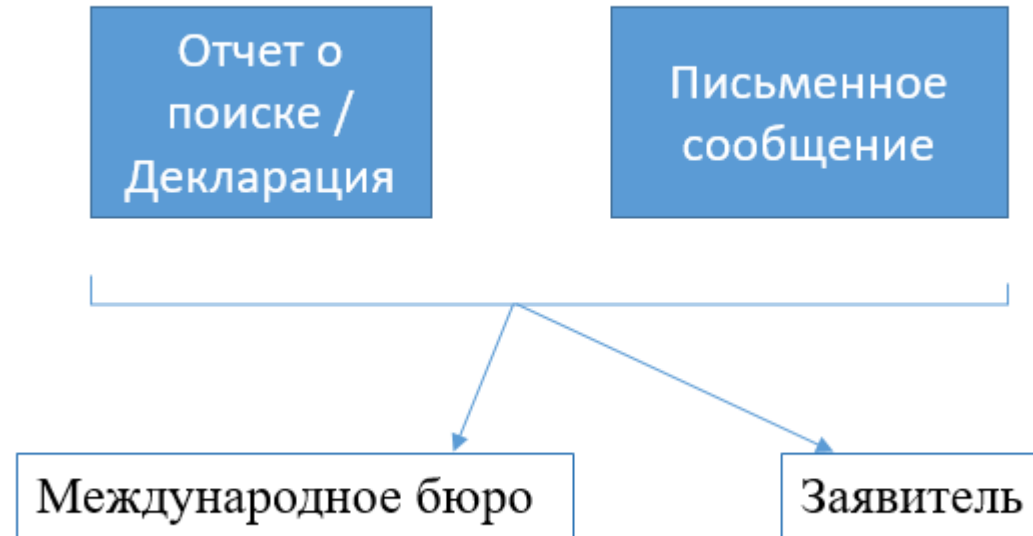 Отчет о
поиске /
Декларация
Письменное
сообщение
Международное бюро
Заявитель